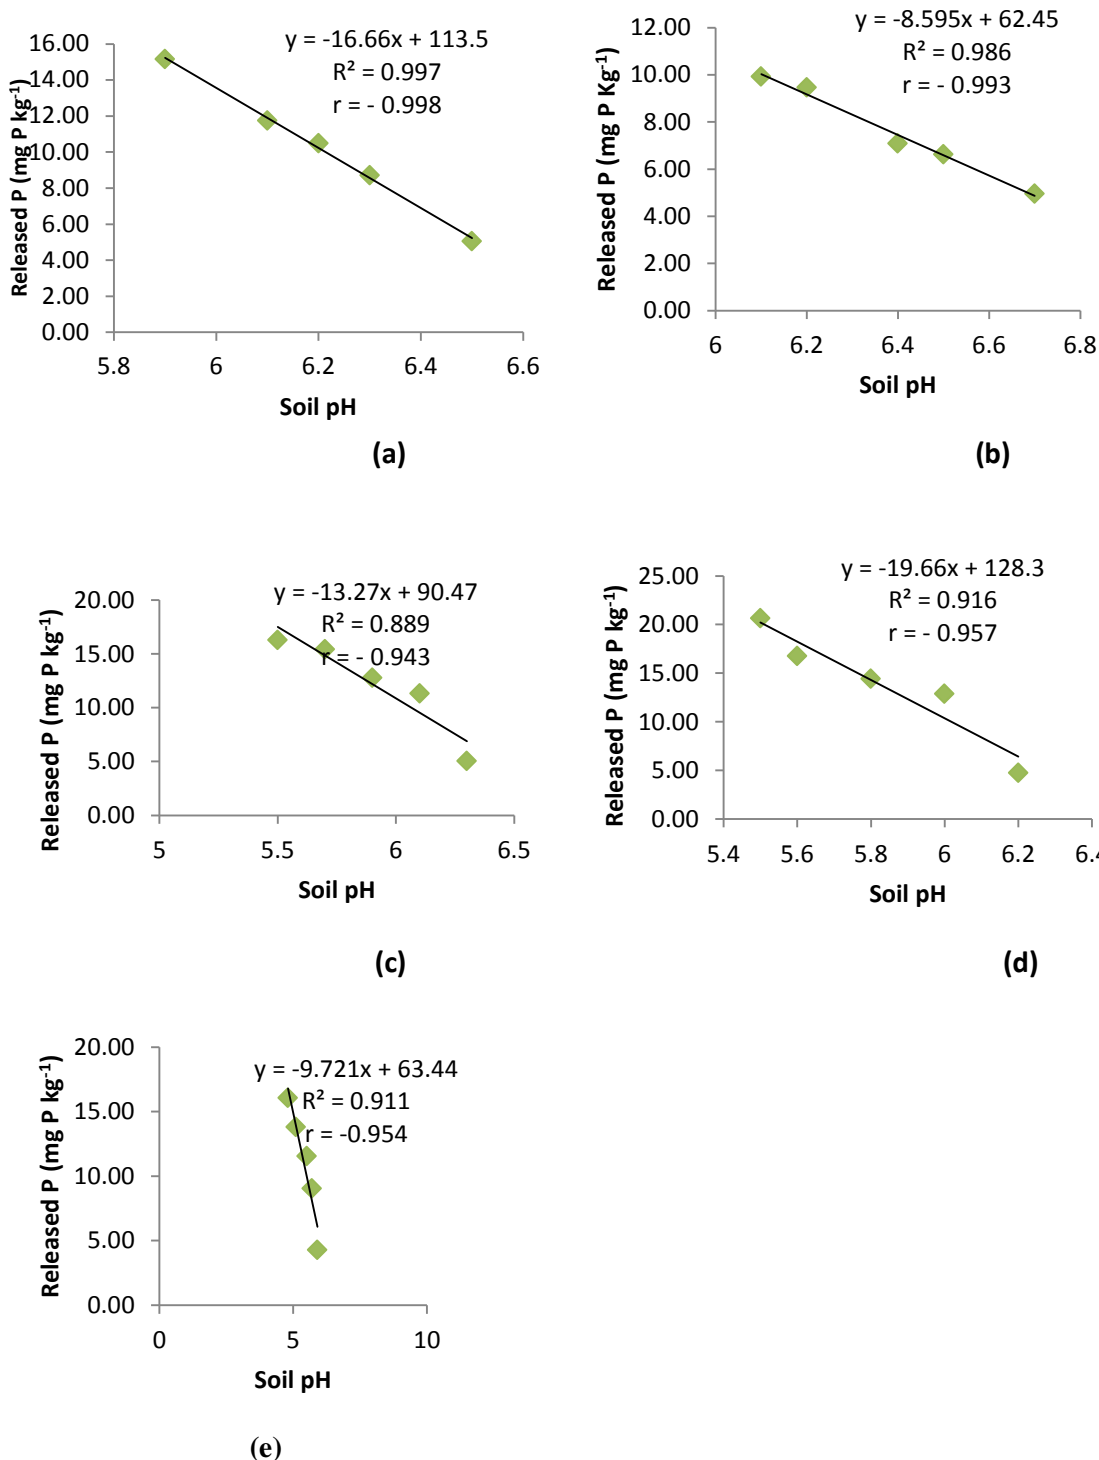 y = -16.66x + 113.5
R² = 0.997
r = - 0.998
16.00
14.00
12.00
10.00
8.00
6.00
4.00
2.00
0.00
Released P (mg P kg⁻¹)
5.8 6 6.2 6.4 6.6
Soil pH
(a)
y = -8.595x + 62.45
R² = 0.986
r = - 0.993
12.00
10.00
8.00
6.00
4.00
2.00
0.00
Released P (mg P Kg⁻¹)
6 6.2 6.4 6.6 6.8
Soil pH
(b)
y = -13.27x + 90.47
R² = 0.889
r = - 0.943
20.00
15.00
10.00
5.00
0.00
Released P (mg P kg⁻¹)
5 5.5 6 6.5
Soil pH
(c)
y = -19.66x + 128.3
R² = 0.916
r = - 0.957
25.00
20.00
15.00
10.00
5.00
0.00
Released P (mg P kg⁻¹)
5.4 5.6 5.8 6 6.2 6.4
Soil pH
(d)
y = -9.721x + 63.44
R² = 0.911
r = -0.954
20.00
15.00
10.00
5.00
0.00
Released P (mg P kg⁻¹)
0 5 10
Soil pH
(e)